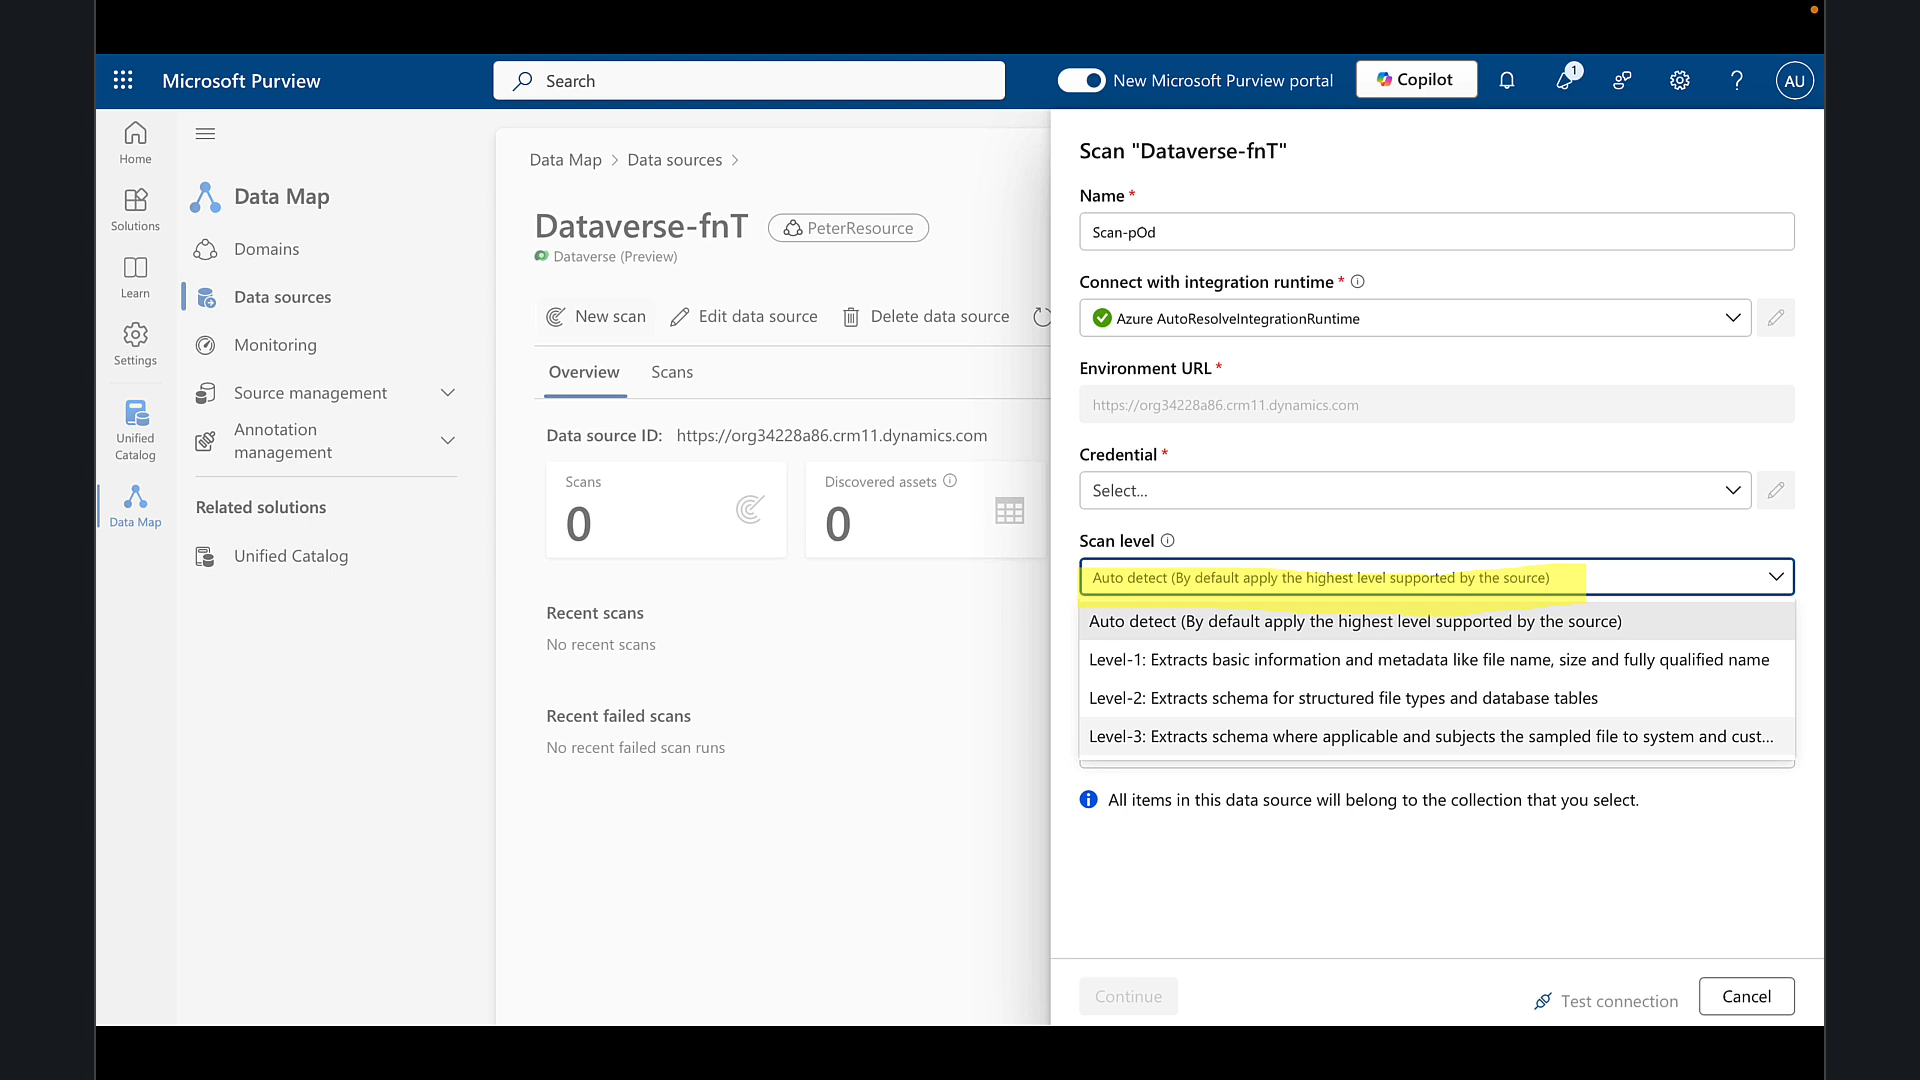 Microsoft Purview
Search
New Microsoft Purview portal
Copilot
1
AU
Home
Solutions
Learn
Settings
Unified
Catalog
Data Map
Data Map
Domains
Data sources
Monitoring
Source management
Annotation
management
Related solutions
Unified Catalog
Data Map > Data sources >
Dataverse-fnT
PeterResource
Dataverse (Preview)
New scan
Edit data source
Delete data source
Overview
Scans
Data source ID: https://org34228a86.crm11.dynamics.com
Scans
0
Discovered assets
0
Recent scans
No recent scans
Recent failed scans
No recent failed scan runs
Scan "Dataverse-fnT"
Name *
Scan-pOd
Connect with integration runtime *
Azure AutoResolveIntegrationRuntime
Environment URL *
https://org34228a86.crm11.dynamics.com
Credential *
Select...
Scan level
Auto detect (By default apply the highest level supported by the source)
Auto detect (By default apply the highest level supported by the source)
Level-1: Extracts basic information and metadata like file name, size and fully qualified name
Level-2: Extracts schema for structured file types and database tables
Level-3: Extracts schema where applicable and subjects the sampled file to system and cust...
All items in this data source will belong to the collection that you select.
Continue
Test connection
Cancel